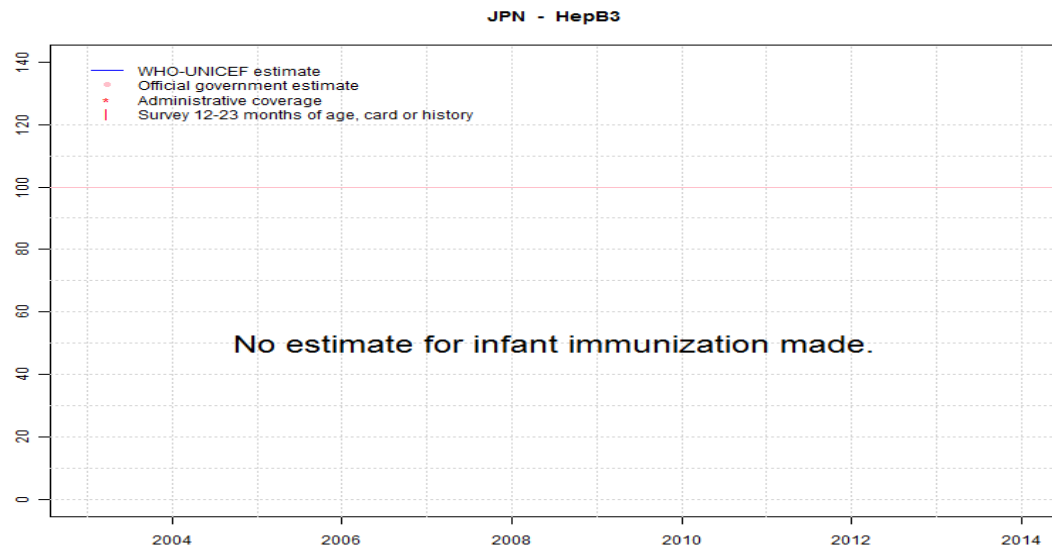 JPN - HepB3
140
120
100
80
60
40
20
0
WHO-UNICEF estimate
Official government estimate
Administrative coverage
Survey 12-23 months of age, card or history
No estimate for infant immunization made.
2004 2006 2008 2010 2012 2014